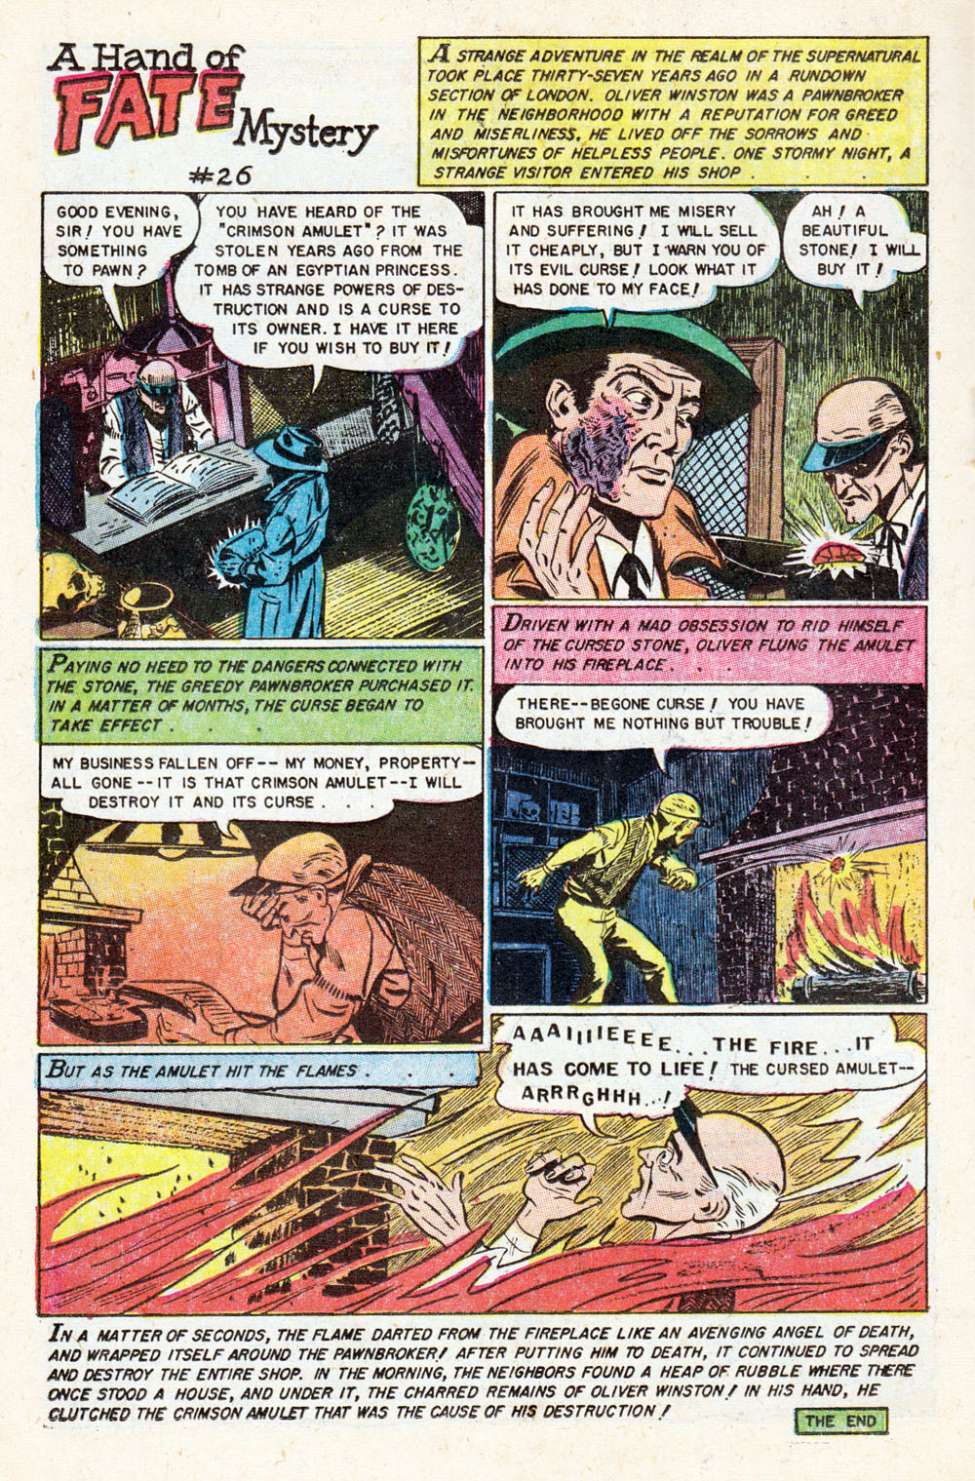 A Hand of
FATE
Mystery
#26
A STRANGE ADVENTURE IN THE REALM OF THE SUPERNATURAL
TOOK PLACE THIRTY-SEVEN YEARS AGO IN A RUNDOWN
SECTION OF LONDON. OLIVER WINSTON WAS A PAWNBROKER
IN THE NEIGHBORHOOD WITH A REPUTATION FOR GREED
AND MISERLINESS, HE LIVED OFF THE SORROWS AND
MISFORTUNES OF HELPLESS PEOPLE. ONE STORMY NIGHT, A
STRANGE VISITOR ENTERED HIS SHOP . . .
GOOD EVENING,
SIR! YOU HAVE
SOMETHING
TO PAWN?
YOU HAVE HEARD OF THE
"CRIMSON AMULET"? IT WAS
STOLEN YEARS AGO FROM THE
TOMB OF AN EGYPTIAN PRINCESS.
IT HAS STRANGE POWERS OF DES-
TRUCTION AND IS A CURSE TO
ITS OWNER. I HAVE IT HERE
IF YOU WISH TO BUY IT!
IT HAS BROUGHT ME MISERY
AND SUFFERING! I WILL SELL
IT CHEAPLY, BUT I WARN YOU OF
ITS EVIL CURSE! LOOK WHAT IT
HAS DONE TO MY FACE!
AH! A
BEAUTIFUL
STONE! I WILL
BUY IT!
PAYING NO HEED TO THE DANGERS CONNECTED WITH
THE STONE, THE GREEDY PAWNBROKER PURCHASED IT.
IN A MATTER OF MONTHS, THE CURSE BEGAN TO
TAKE EFFECT . . .
MY BUSINESS FALLEN OFF-- MY MONEY, PROPERTY--
ALL GONE--IT IS THAT CRIMSON AMULET--I WILL
DESTROY IT AND ITS CURSE . . .
DRIVEN WITH A MAD OBSESSION TO RID HIMSELF
OF THE CURSED STONE, OLIVER FLUNG THE AMULET
INTO HIS FIREPLACE. . .
THERE--BEGONE CURSE! YOU HAVE
BROUGHT ME NOTHING BUT TROUBLE!
BUT AS THE AMULET HIT THE FLAMES . . .
AAAIIIIEEEE...THE FIRE...IT
HAS COME TO LIFE! THE CURSED AMULET--
ARRRGHHH...!
IN A MATTER OF SECONDS, THE FLAME DARTED FROM THE FIREPLACE LIKE AN AVENGING ANGEL OF DEATH,
AND WRAPPED ITSELF AROUND THE PAWNBROKER! AFTER PUTTING HIM TO DEATH, IT CONTINUED TO SPREAD
AND DESTROY THE ENTIRE SHOP. IN THE MORNING, THE NEIGHBORS FOUND A HEAP OF RUBBLE WHERE THERE
ONCE STOOD A HOUSE, AND UNDER IT, THE CHARRED REMAINS OF OLIVER WINSTON! IN HIS HAND, HE
CLUTCHED THE CRIMSON AMULET THAT WAS THE CAUSE OF HIS DESTRUCTION!
THE END